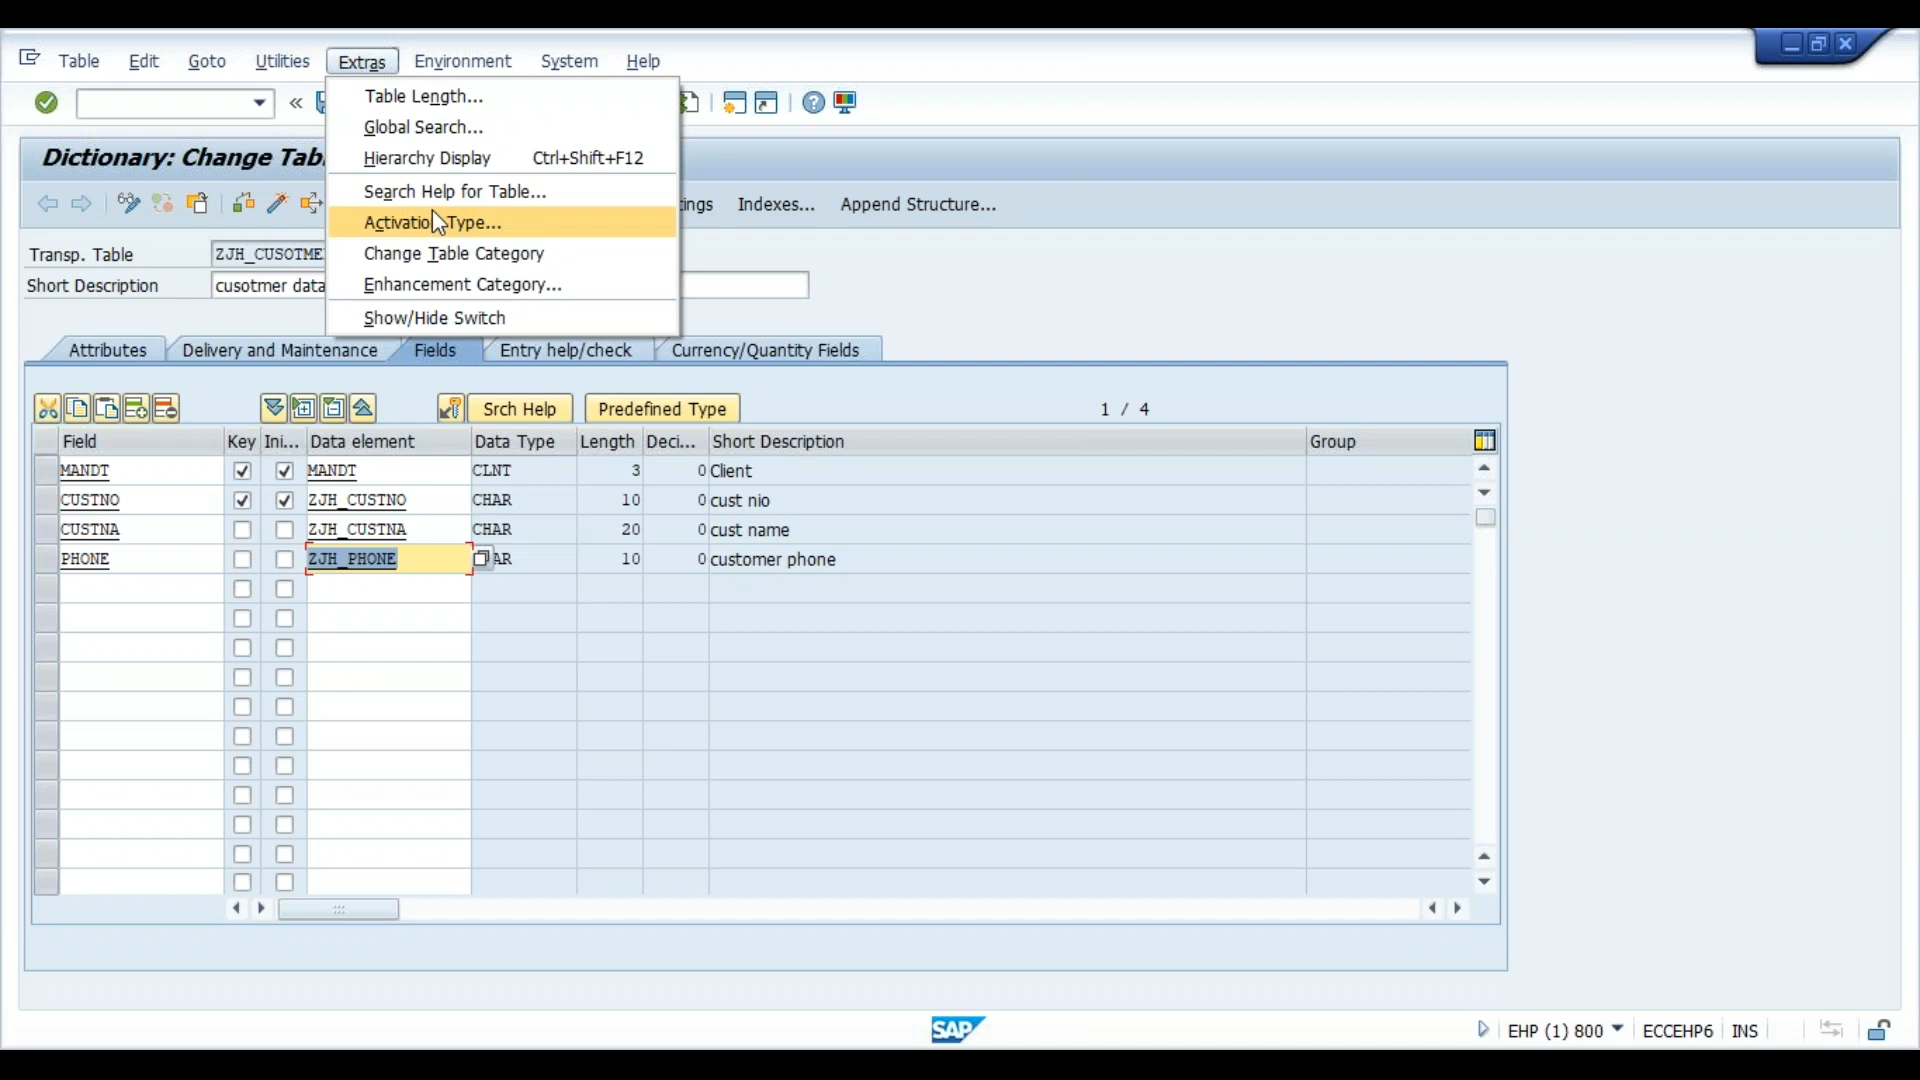 Table Edit Goto Utilities Extras Environment System Help
Table Length...
Global Search...
Hierarchy Display Ctrl+Shift+F12
Search Help for Table...
Activation Type...
Change Table Category
Enhancement Category...
Show/Hide Switch
Dictionary: Change
Indexes... Append Structure...
Transp. Table
Short Description cusotmer data
Attributes Delivery and Maintenance Fields Entry help/check Currency/Quantity Fields
Srch Help Predefined Type 1 / 4
Field Key Ini... Data element Data Type Length Deci... Short Description Group
MANDT MANDT CLNT 3 0 Client
CUSTNO ZJH_CUSTNO CHAR 10 0 cust nio
CUSTNA ZJH_CUSTNA CHAR 20 0 cust name
PHONE ZJH_PHONE 10 0 customer phone
SAP EHP (1) 800 ECCEHP6 INS